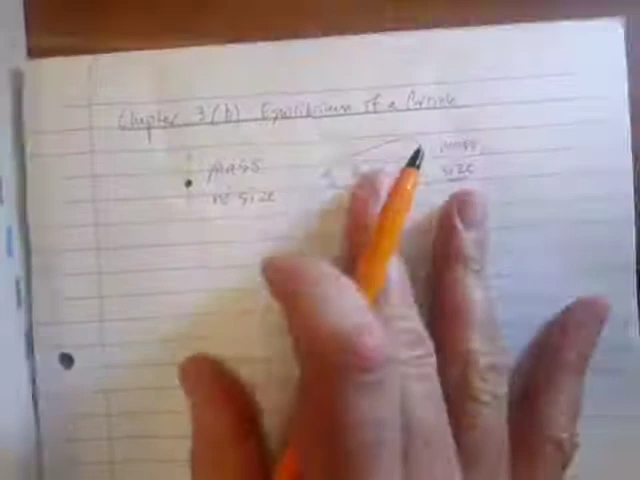 Chapter 3(b) Equilibrium of a Particle
mass
no size
mass
size